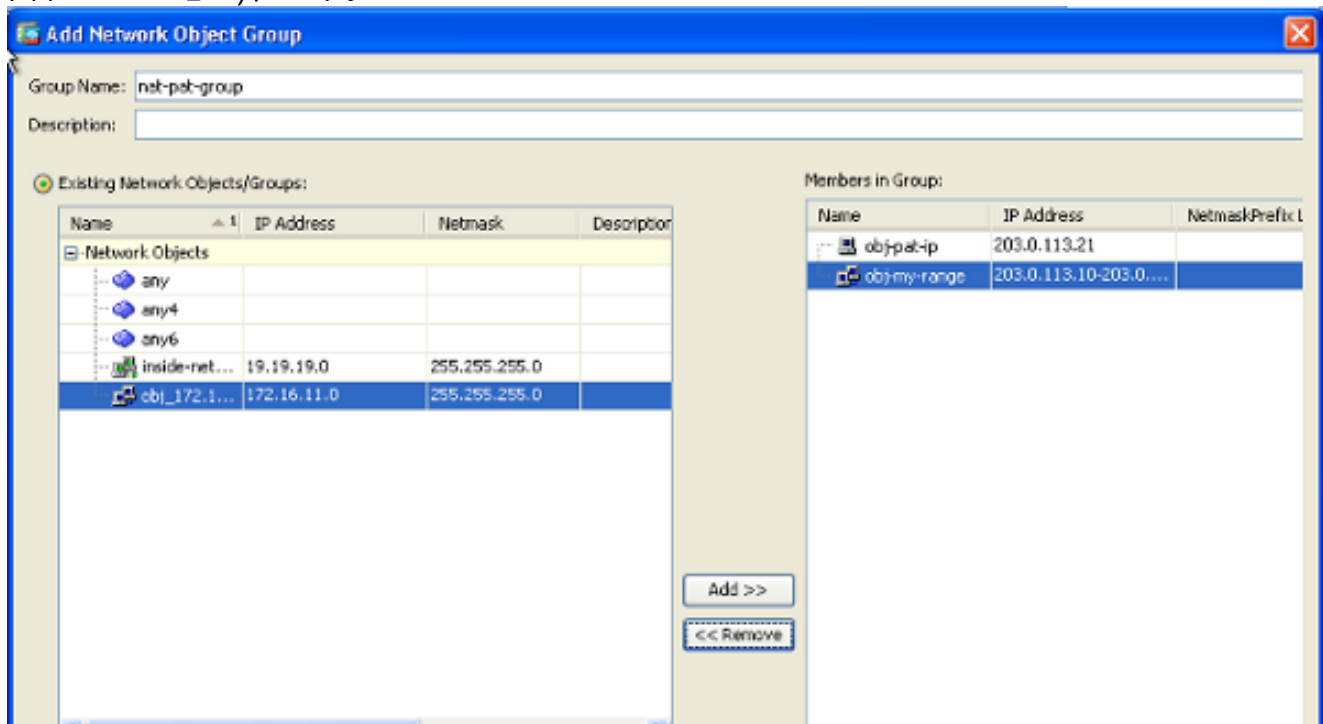 Add Network Object Group
Group Name: nat-pat-group
Description:
Existing Network Objects/Groups:
Name 1 IP Address Netmask Description
Network Objects
any
any4
any6
inside-net... 19.19.19.0 255.255.255.0
obj_172.1... 172.16.11.0 255.255.255.0
Add >>
<< Remove
Members in Group:
Name IP Address NetmaskPrefix L
obj-pat-ip 203.0.113.21
obj-my-range 203.0.113.10-203.0....